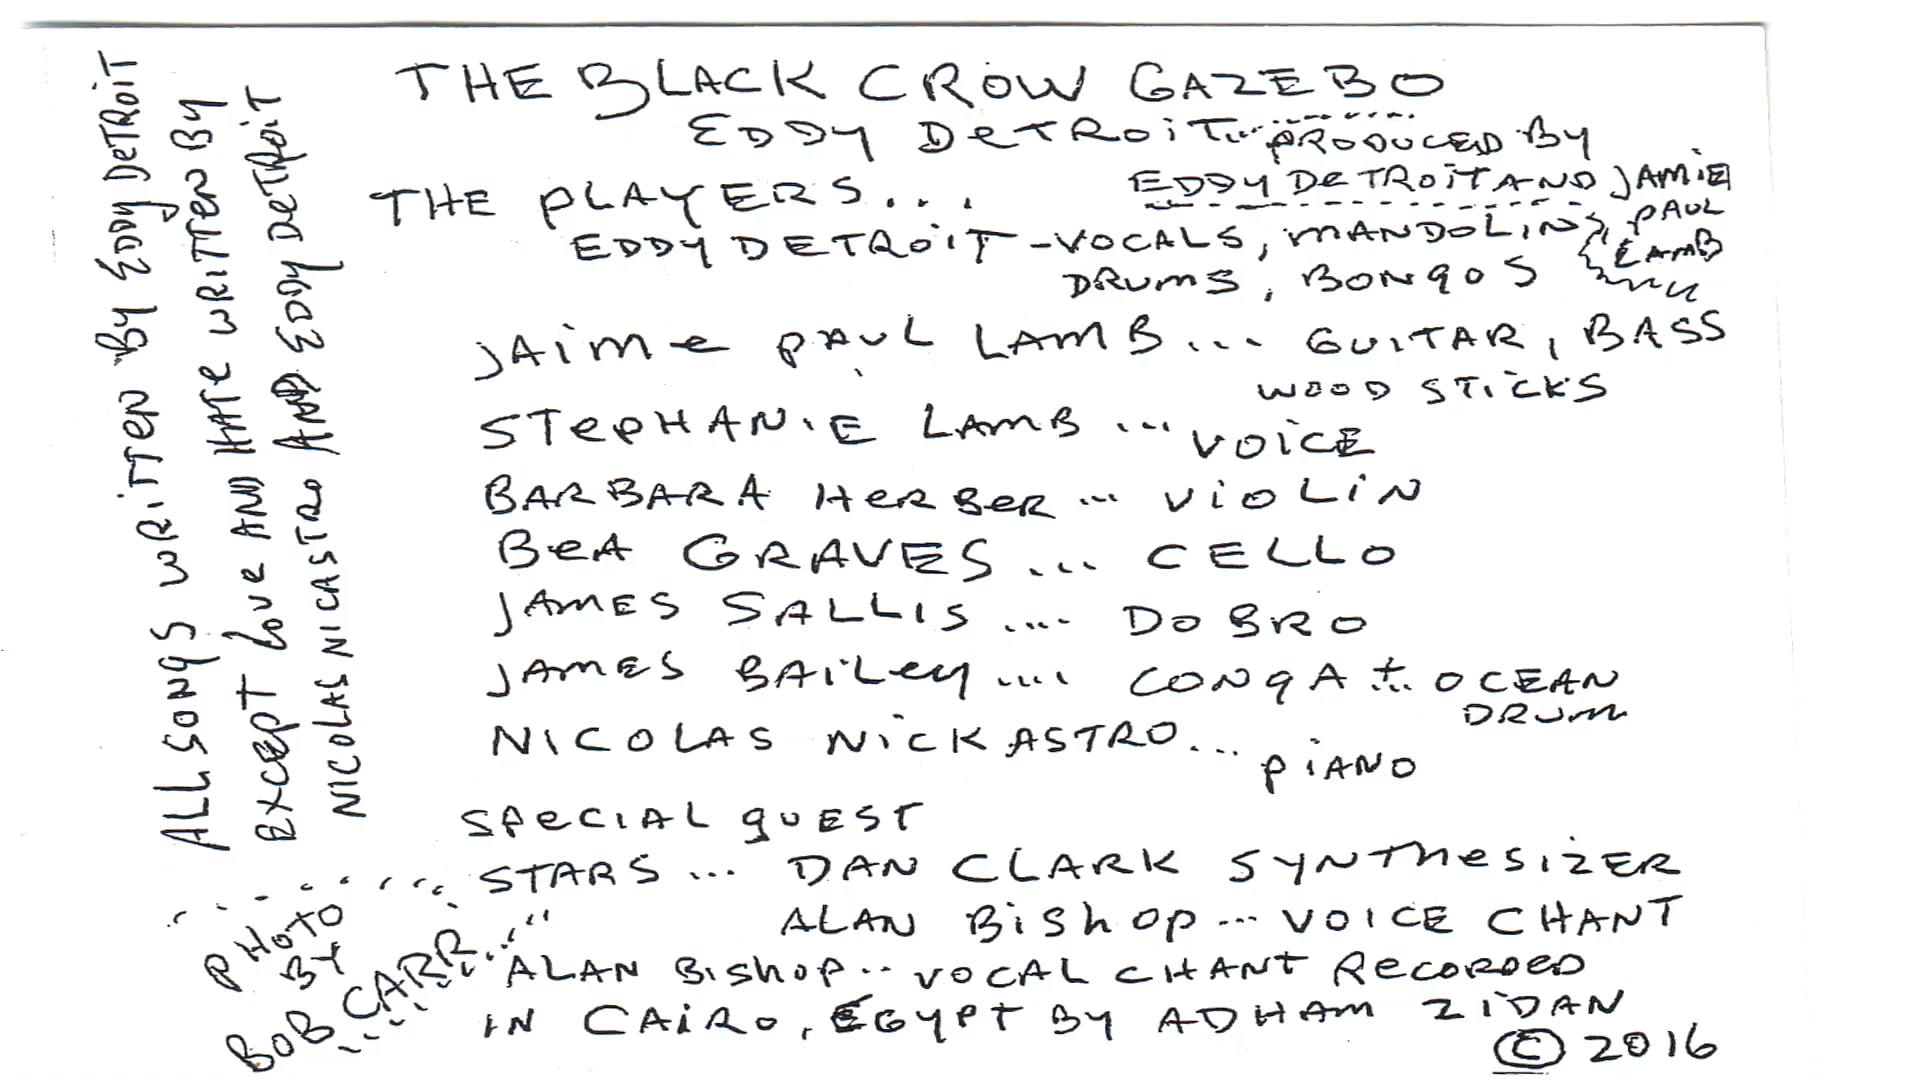 THE BLACK CROW GAZEBO
EDDY DeTROiT...
PRODUCED BY
EDDY DeTROiT AND JAMiE
PAUL
LAMB
THE PLAYERS...
EDDY DETROiT - VOCALS, MANDOLIN,
DRUMS, BONGOS
JAimE PAUL LAMB... GUITAR, BASS
WOOD STiCKS
STePHANiE LAMB...
VOiCE
BARBARA HeRBeR... ViOLiN
BeA GRAVES... CELLO
JAMES SALLIS.... DOBRO
JAMES BAiLey.... CONgA + OCEAN
DRUM
NICOLAS NiCKASTRO...
PiANO
SPeCIAL gUEST
STARS... DAN CLARK SYNTHeSiZER
ALAN BiShOP... VOICE CHANT
ALAN BiShOP.. VOCAL CHANT ReCORDED
IN CAiRO, EGYPT BY ADHAM ZiDAN
© 2016
ALL SONgS WRiTTEN By EDDY DeTROiT
EXCEPT LOVe AND HATE WRiTTEN BY
NICOLAS NICASTRO AND EDDY DeTROiT
PHOTO
BY
BOB CARR